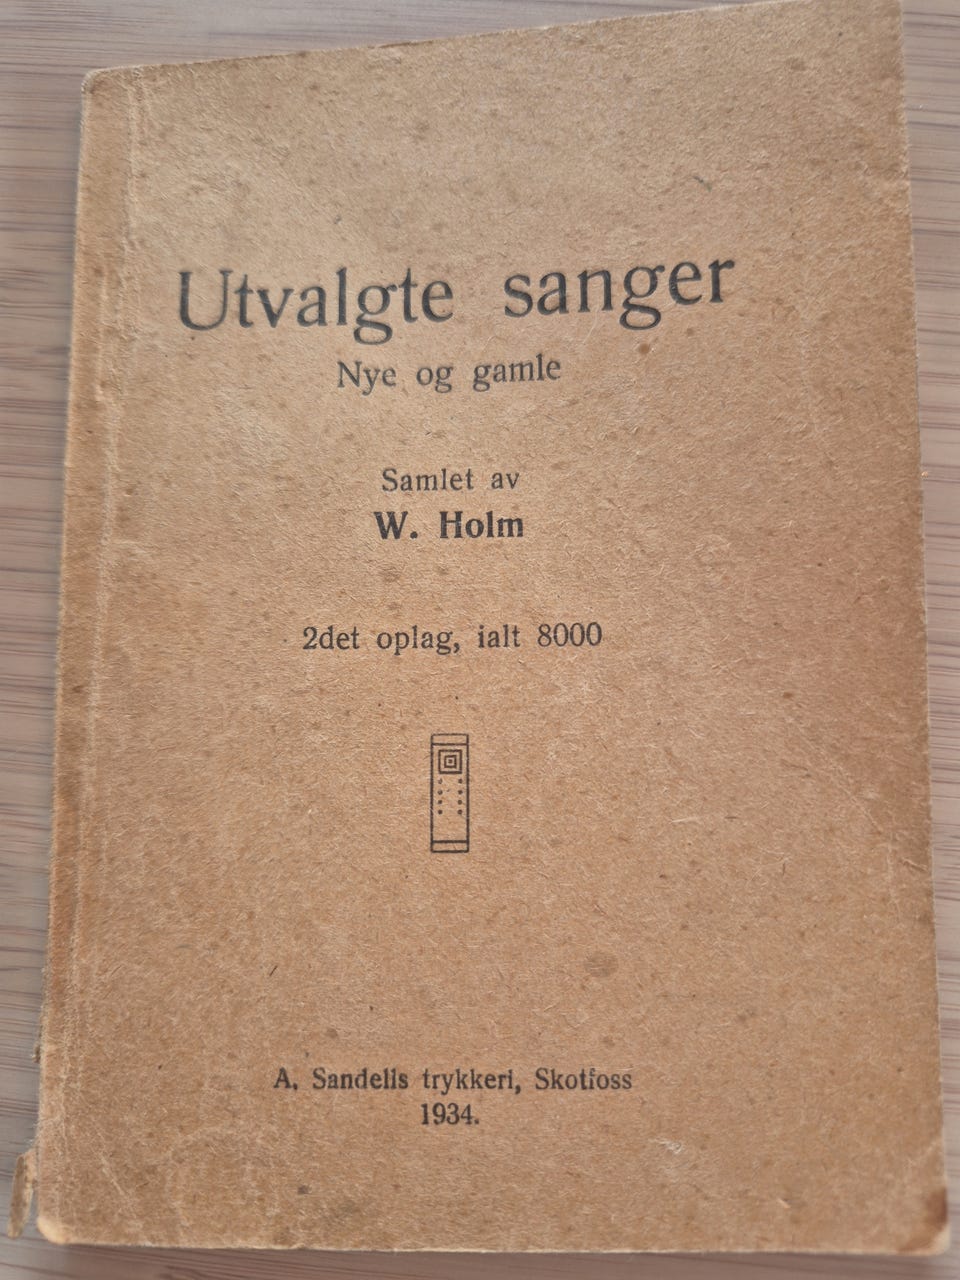 Utvalgte sanger
Nye og gamle
Samlet av
W. Holm
2det oplag, ialt 8000
A. Sandells trykkeri, Skotfoss
1934.